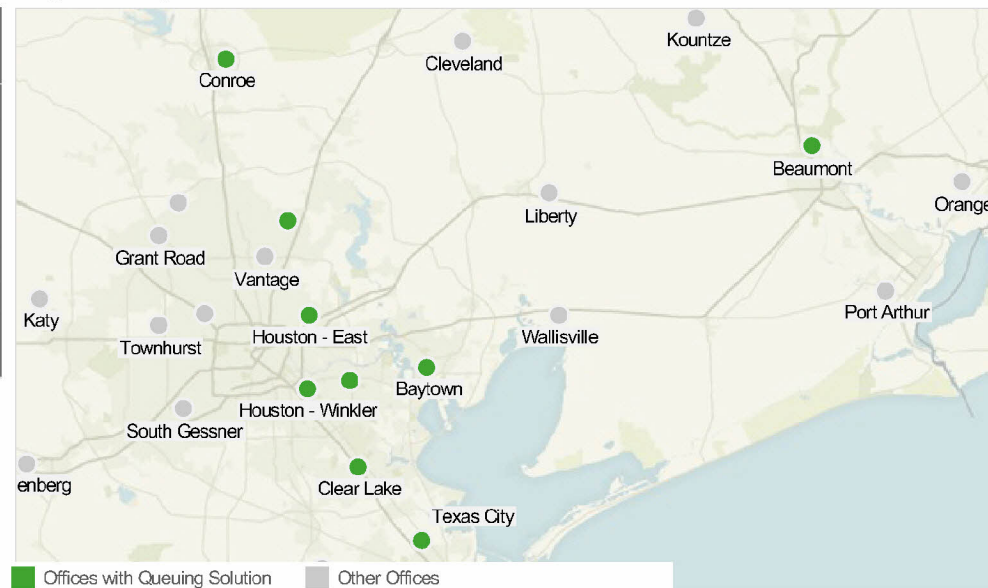 Kountze
Cleveland
Conroe
Beaumont
Liberty
Orange
Grant Road
Vantage
Katy
Port Arthur
Houston - East
Wallisville
Townhurst
Baytown
Houston - Winkler
South Gessner
enberg
Clear Lake
Texas City
Offices with Queuing Solution
Other Offices